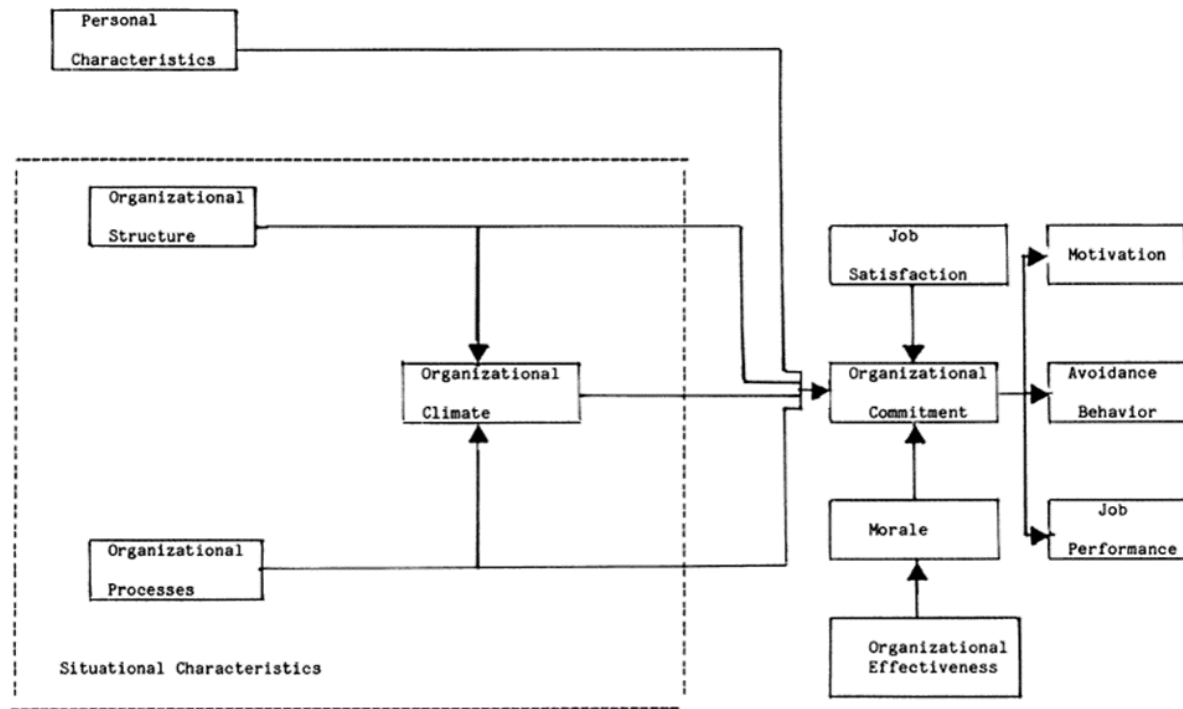 Personal
Characteristics
Organizational
Structure
Job
Satisfaction
Motivation
Organizational
Climate
Organizational
Commitment
Avoidance
Behavior
Organizational
Processes
Morale
Job
Performance
Organizational
Effectiveness
Situational Characteristics